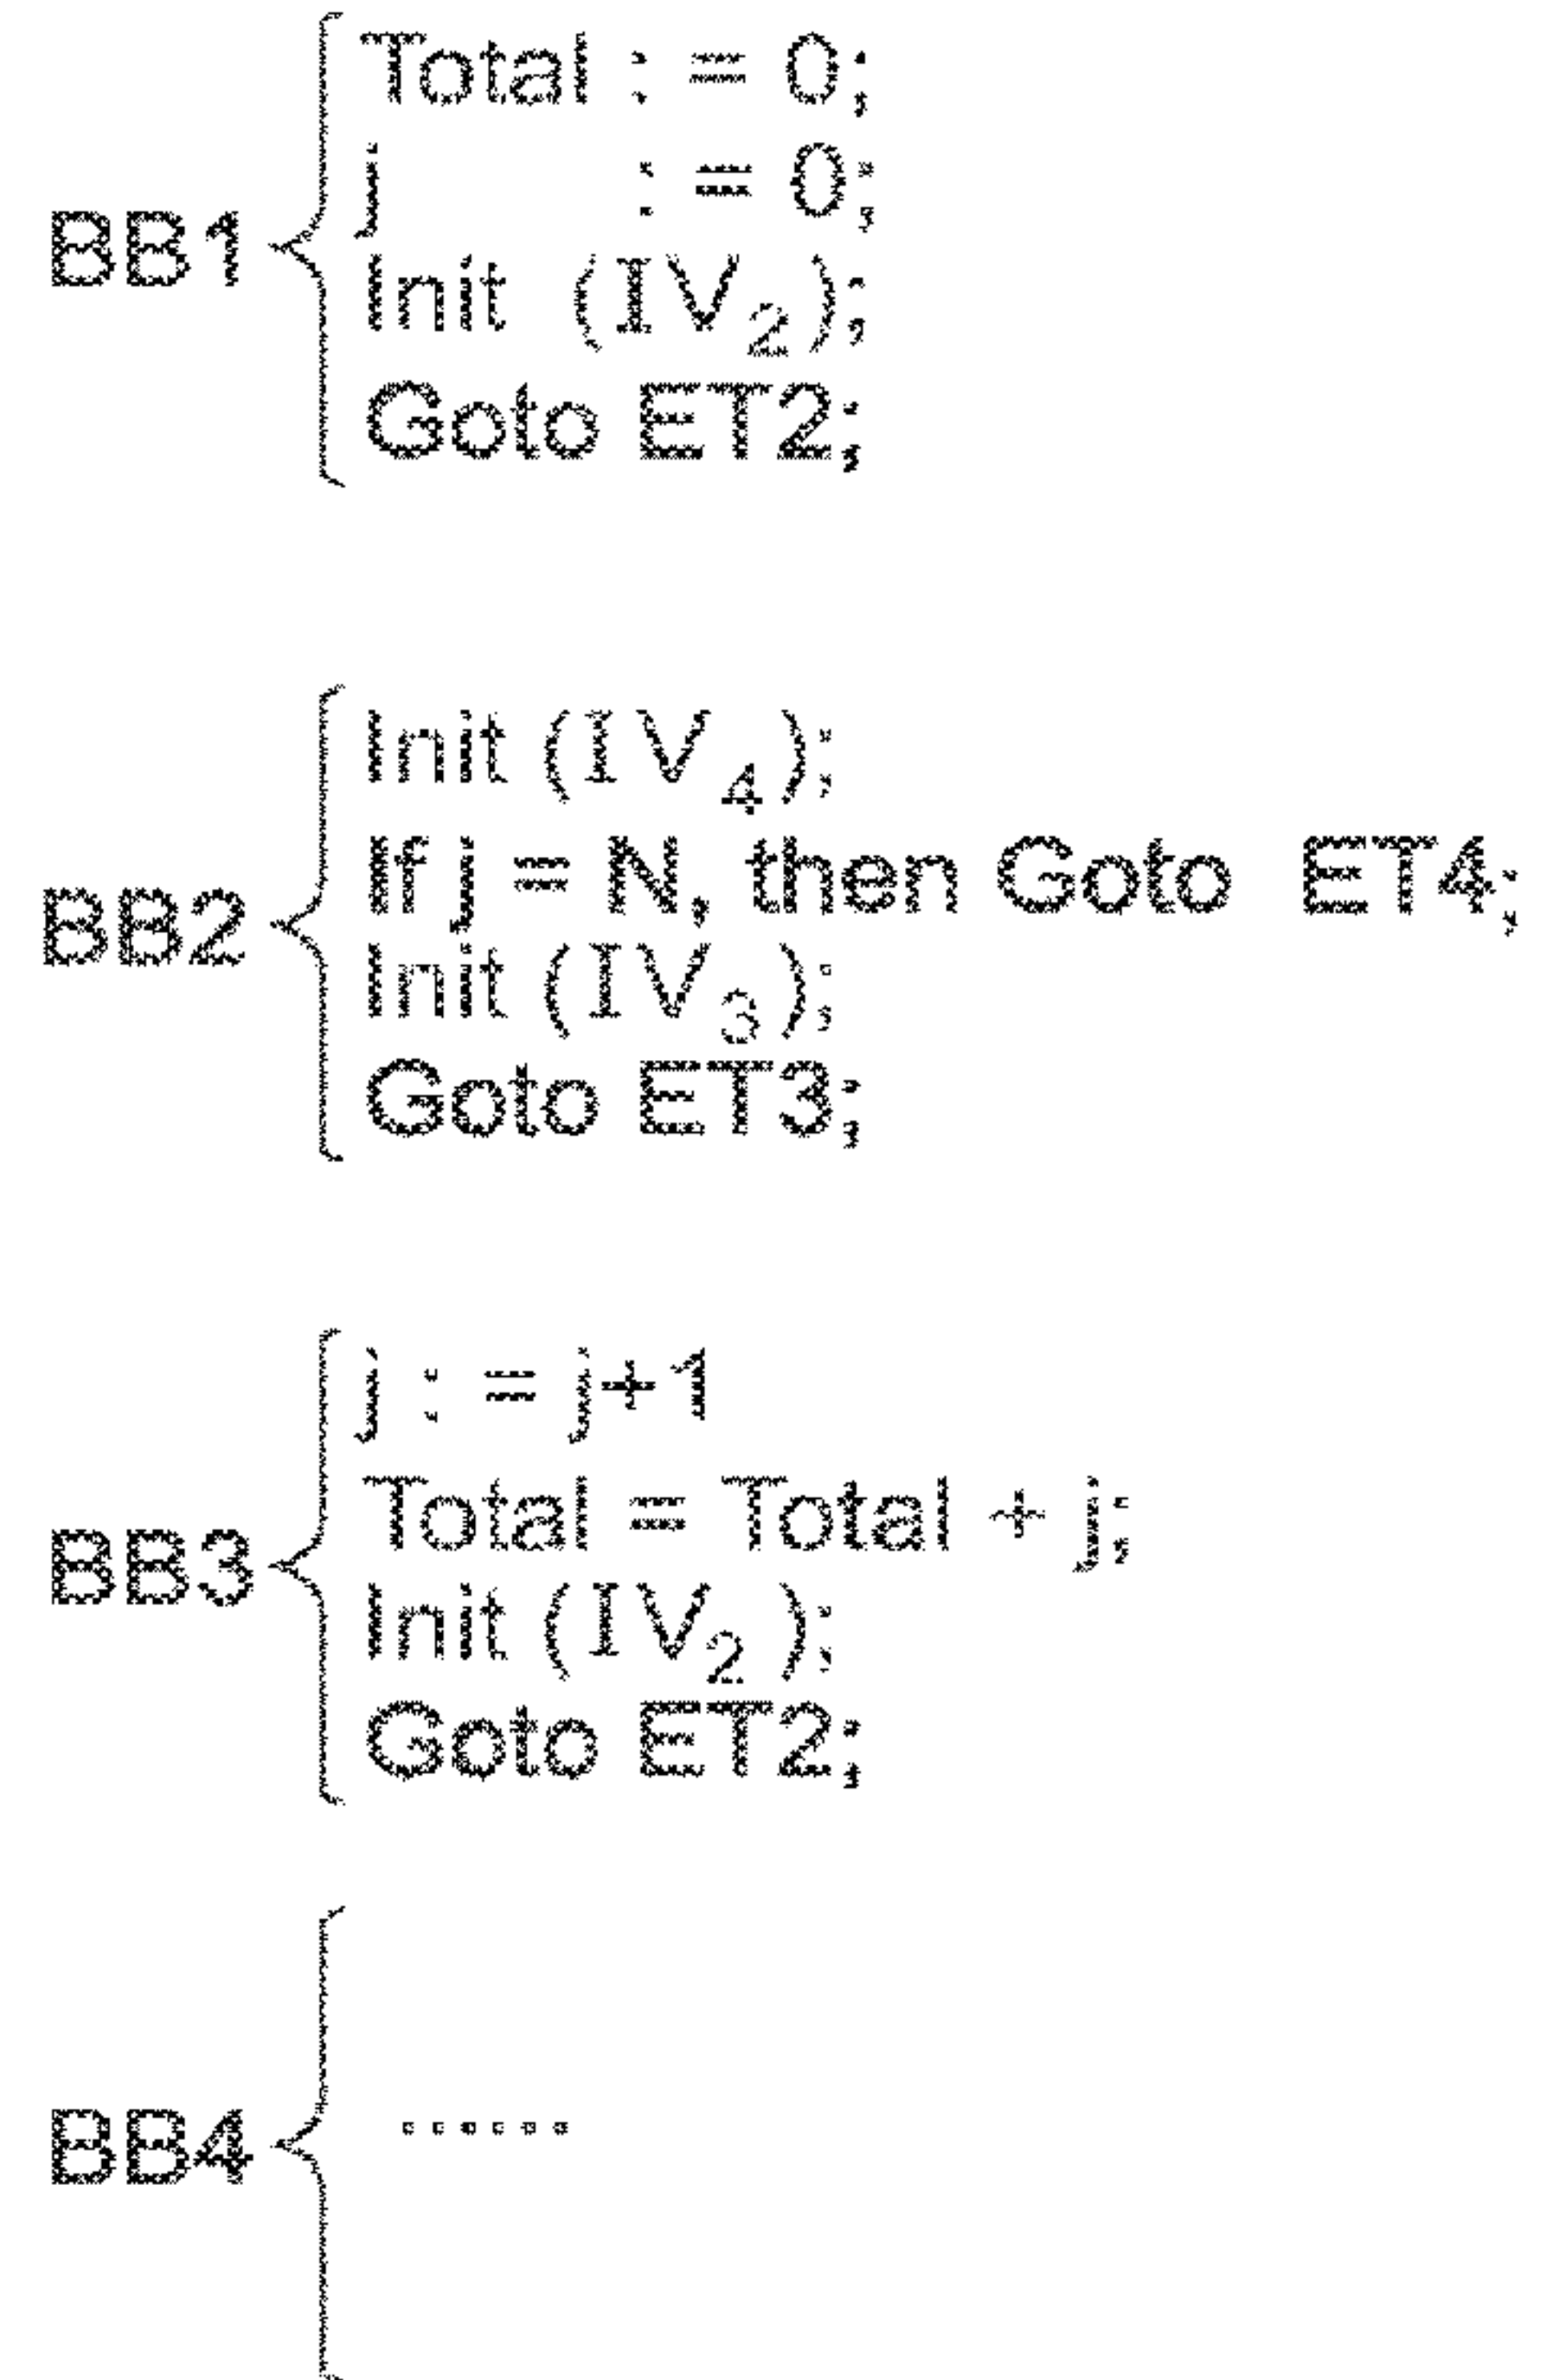 BB1
Total : = 0;
j : = 0;
Init (IV2);
Goto ET2;
BB2
Init (IV4);
If j = N, then Goto ET4;
Init (IV3);
Goto ET3;
BB3
j : = j+1
Total = Total + j;
Init (IV2);
Goto ET2;
BB4
......